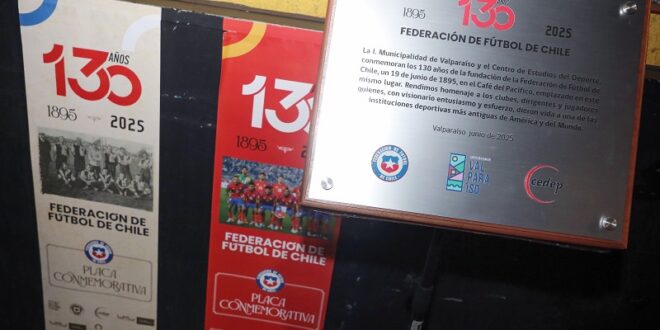 130 AÑOS
1895
2025
FEDERACION DE
FÚTBOL DE CHILE
PLACA
CONMEMORATIVA
130
1895
FEDERACION DE
FÚTBOL DE CHILE
PLACA
CONMEMORATIVA
1895 130 2025
FEDERACIÓN DE FÚTBOL DE CHILE
La I. Municipalidad de Valparaíso y el Centro de Estudios del Deporte,
conmemoran los 130 años de la fundación de la Federación de Fútbol de
Chile, un 19 de junio de 1895, en el Café del Pacífico, emplazado en este
mismo lugar. Rendimos homenaje a los clubes, dirigentes y jugadores
quienes, con visionario entusiasmo y esfuerzo, dieron vida a una de las
instituciones deportivas más antiguas de América y del Mundo.
Valparaíso junio de 2025
VAL
PARA
ISO
cedep